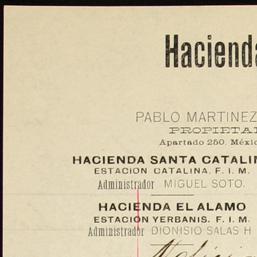 Hacienda
PABLO MARTINEZ
PROPIETA
Apartado 250, Méxi
HACIENDA SANTA CATALIN
ESTACION CATALINA, F. I. M.
Administrador MIGUEL SOTO.
HACIENDA EL ALAMO
ESTACION YERBANIS, F. I. M.
Administrador DIONISIO SALAS H